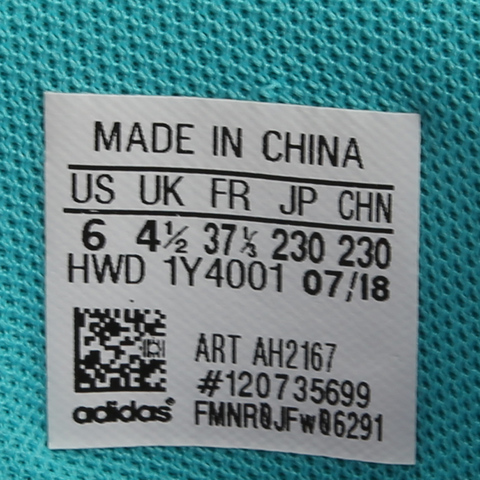 MADE IN CHINA
US UK FR JP CHN
6 4½ 37⅓ 230 230
HWD 1Y4001 07/18
ART AH2167
#120735699
adidas® FMNR0JFw06291